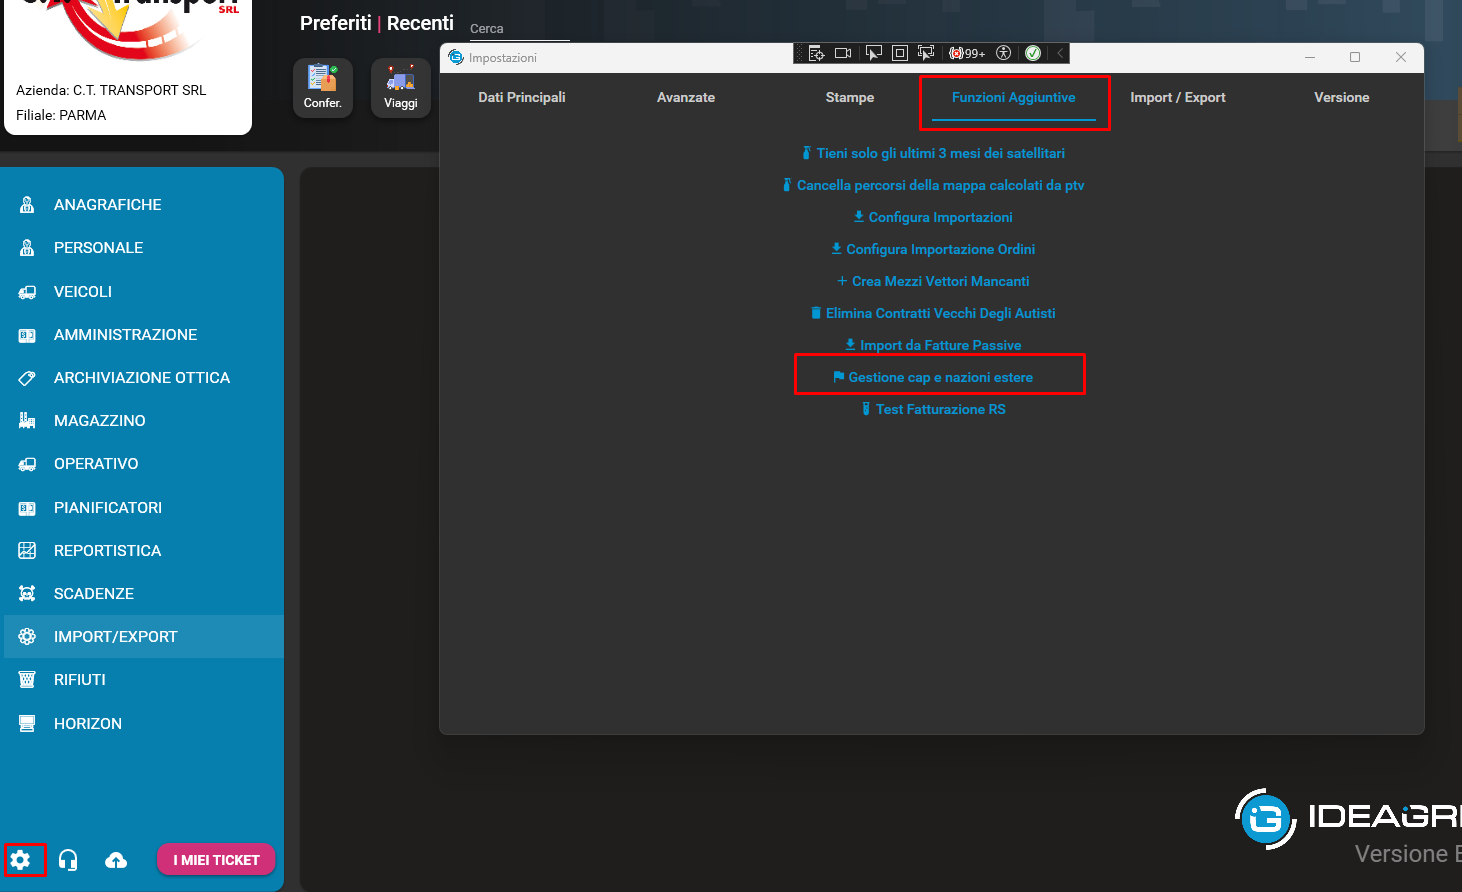 SRL
Azienda: C.T. TRANSPORT SRL
Filiale: PARMA
Preferiti | Recenti
Cerca
Confer.
Viaggi
ANAGRAFICHE
PERSONALE
VEICOLI
AMMINISTRAZIONE
ARCHIVIAZIONE OTTICA
MAGAZZINO
OPERATIVO
PIANIFICATORI
REPORTISTICA
SCADENZE
IMPORT/EXPORT
RIFIUTI
HORIZON
I MIEI TICKET
Impostazioni
99+
Dati Principali
Avanzate
Stampe
Funzioni Aggiuntive
Import / Export
Versione
Tieni solo gli ultimi 3 mesi dei satellitari
Cancella percorsi della mappa calcolati da ptv
Configura Importazioni
Configura Importazione Ordini
Crea Mezzi Vettori Mancanti
Elimina Contratti Vecchi Degli Autisti
Import da Fatture Passive
Gestione cap e nazioni estere
Test Fatturazione RS
Versione